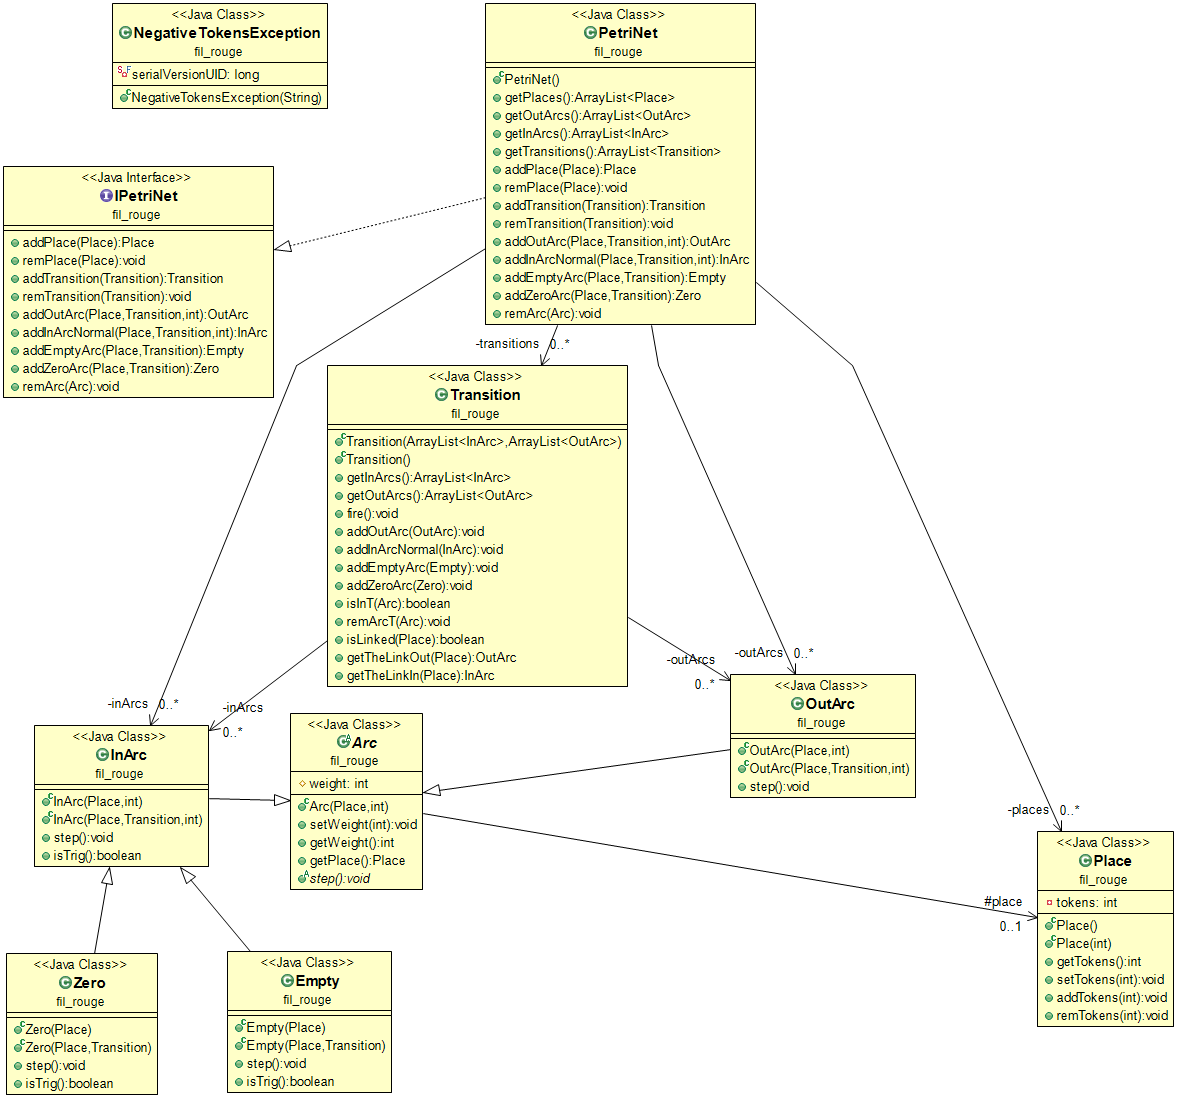 <<Java Class>>
NegativeTokensException
fil_rouge
serialVersionUID: long
NegativeTokensException(String)
<<Java Class>>
PetriNet
fil_rouge
PetriNet()
getPlaces():ArrayList<Place>
getOutArcs():ArrayList<OutArc>
getInArcs():ArrayList<InArc>
getTransitions():ArrayList<Transition>
addPlace(Place):Place
remPlace(Place):void
addTransition(Transition):Transition
remTransition(Transition):void
addOutArc(Place,Transition,int):OutArc
addInArcNormal(Place,Transition,int):InArc
addEmptyArc(Place,Transition):Empty
addZeroArc(Place,Transition):Zero
remArc(Arc):void
<<Java Interface>>
IPetriNet
fil_rouge
addPlace(Place):Place
remPlace(Place):void
addTransition(Transition):Transition
remTransition(Transition):void
addOutArc(Place,Transition,int):OutArc
addInArcNormal(Place,Transition,int):InArc
addEmptyArc(Place,Transition):Empty
addZeroArc(Place,Transition):Zero
remArc(Arc):void
-transitions 0..*
<<Java Class>>
Transition
fil_rouge
Transition(ArrayList<InArc>,ArrayList<OutArc>)
Transition()
getInArcs():ArrayList<InArc>
getOutArcs():ArrayList<OutArc>
fire():void
addOutArc(OutArc):void
addInArcNormal(InArc):void
addEmptyArc(Empty):void
addZeroArc(Zero):void
isInT(Arc):boolean
remArcT(Arc):void
isLinked(Place):boolean
getTheLinkOut(Place):OutArc
getTheLinkIn(Place):InArc
-outArcs
0..*
-outArcs 0..*
<<Java Class>>
OutArc
fil_rouge
OutArc(Place,int)
OutArc(Place,Transition,int)
step():void
-inArcs 0..*
-inArcs
0..*
<<Java Class>>
InArc
fil_rouge
InArc(Place,int)
InArc(Place,Transition,int)
step():void
isTrig():boolean
<<Java Class>>
Arc
fil_rouge
weight: int
Arc(Place,int)
setWeight(int):void
getWeight():int
getPlace():Place
step():void
-places 0..*
#place
0..1
<<Java Class>>
Place
fil_rouge
tokens: int
Place()
Place(int)
getTokens():int
setTokens(int):void
addTokens(int):void
remTokens(int):void
<<Java Class>>
Zero
fil_rouge
Zero(Place)
Zero(Place,Transition)
step():void
isTrig():boolean
<<Java Class>>
Empty
fil_rouge
Empty(Place)
Empty(Place,Transition)
step():void
isTrig():boolean